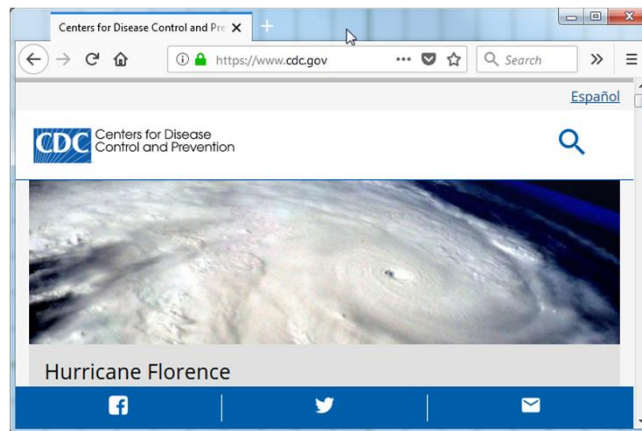 Centers for Disease Control and Pre
https://www.cdc.gov
Search
Español
CDC
Centers for Disease
Control and Prevention
Hurricane Florence